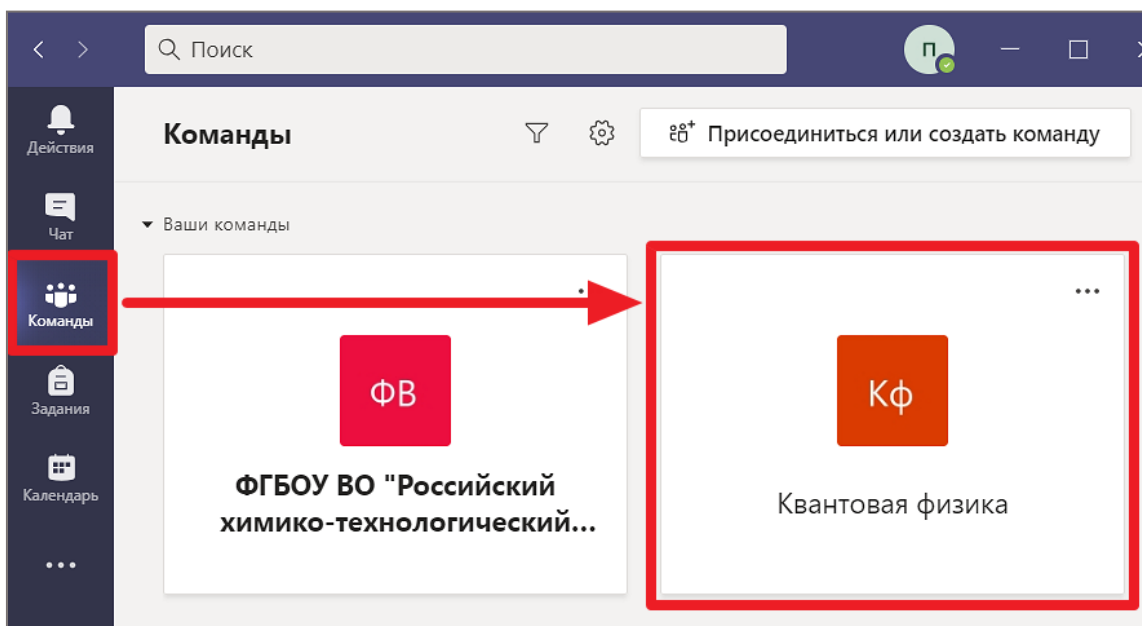 Поиск
П
Действия
Чат
Команды
Задания
Календарь
Команды
Присоединиться или создать команду
Ваши команды
ФВ
ФГБОУ ВО "Российский
химико-технологический...
Кф
Квантовая физика